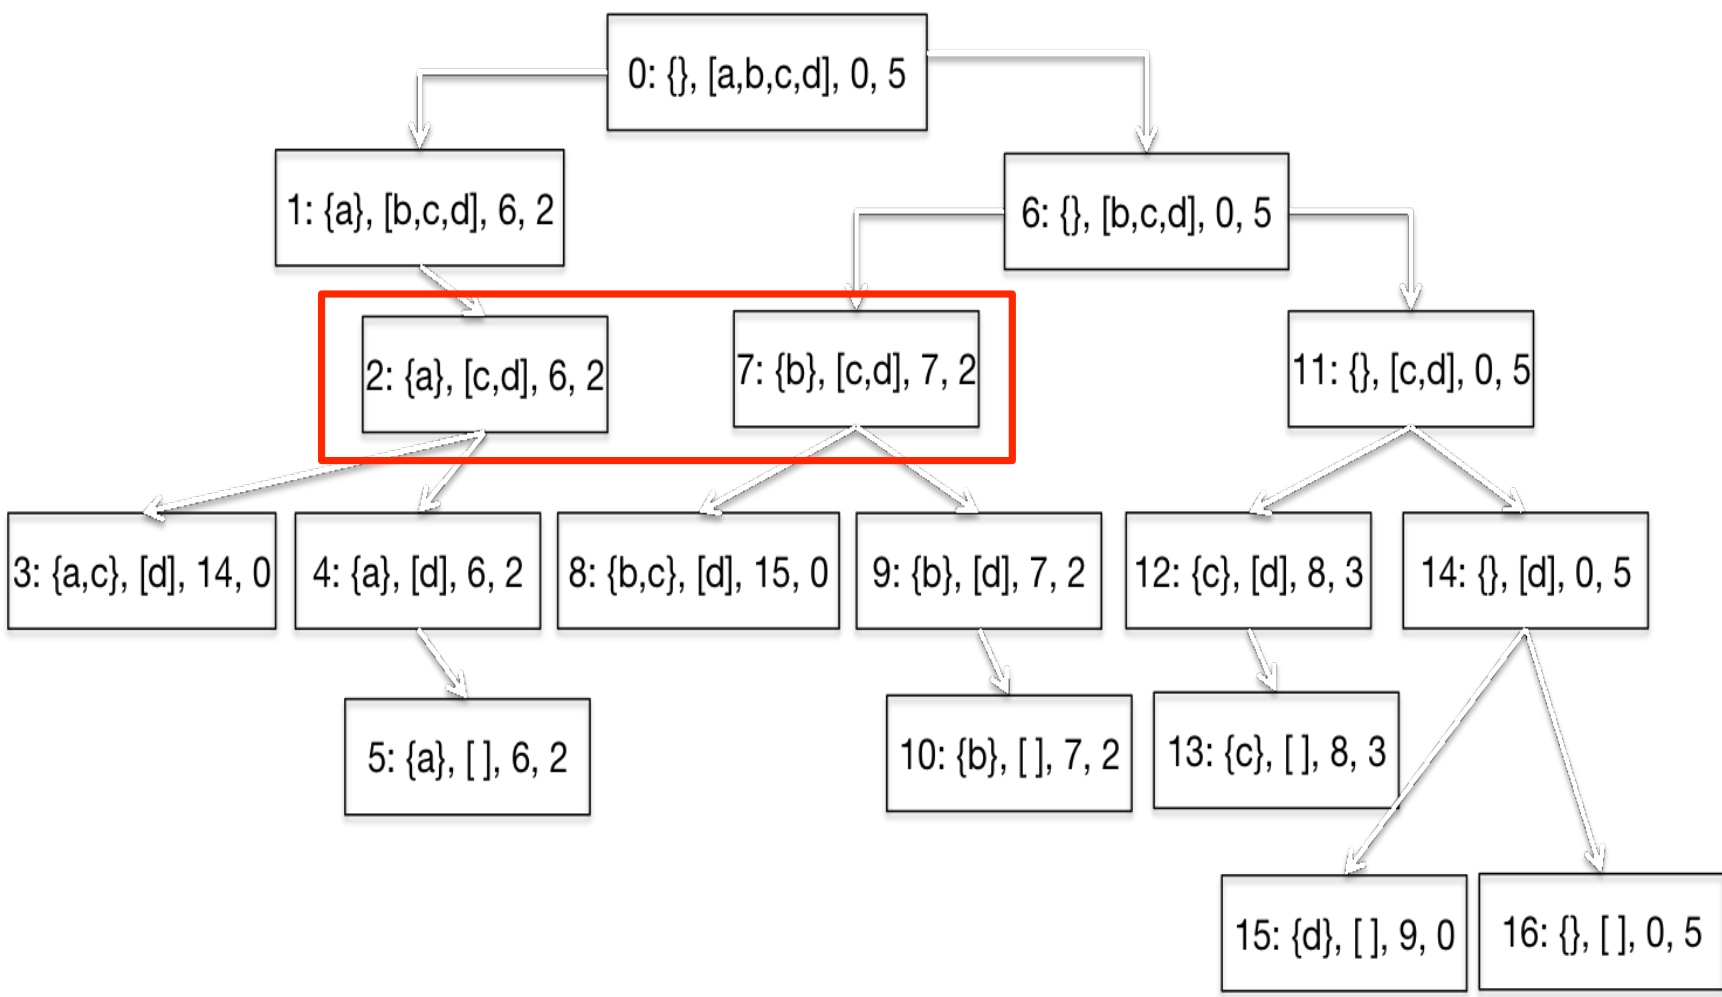 0: {}, [a,b,c,d], 0, 5
1: {a}, [b,c,d], 6, 2
6: {}, [b,c,d], 0, 5
2: {a}, [c,d], 6, 2
7: {b}, [c,d], 7, 2
11: {}, [c,d], 0, 5
3: {a,c}, [d], 14, 0
4: {a}, [d], 6, 2
8: {b,c}, [d], 15, 0
9: {b}, [d], 7, 2
12: {c}, [d], 8, 3
14: {}, [d], 0, 5
5: {a}, [ ], 6, 2
10: {b}, [ ], 7, 2
13: {c}, [ ], 8, 3
15: {d}, [ ], 9, 0
16: {}, [ ], 0, 5